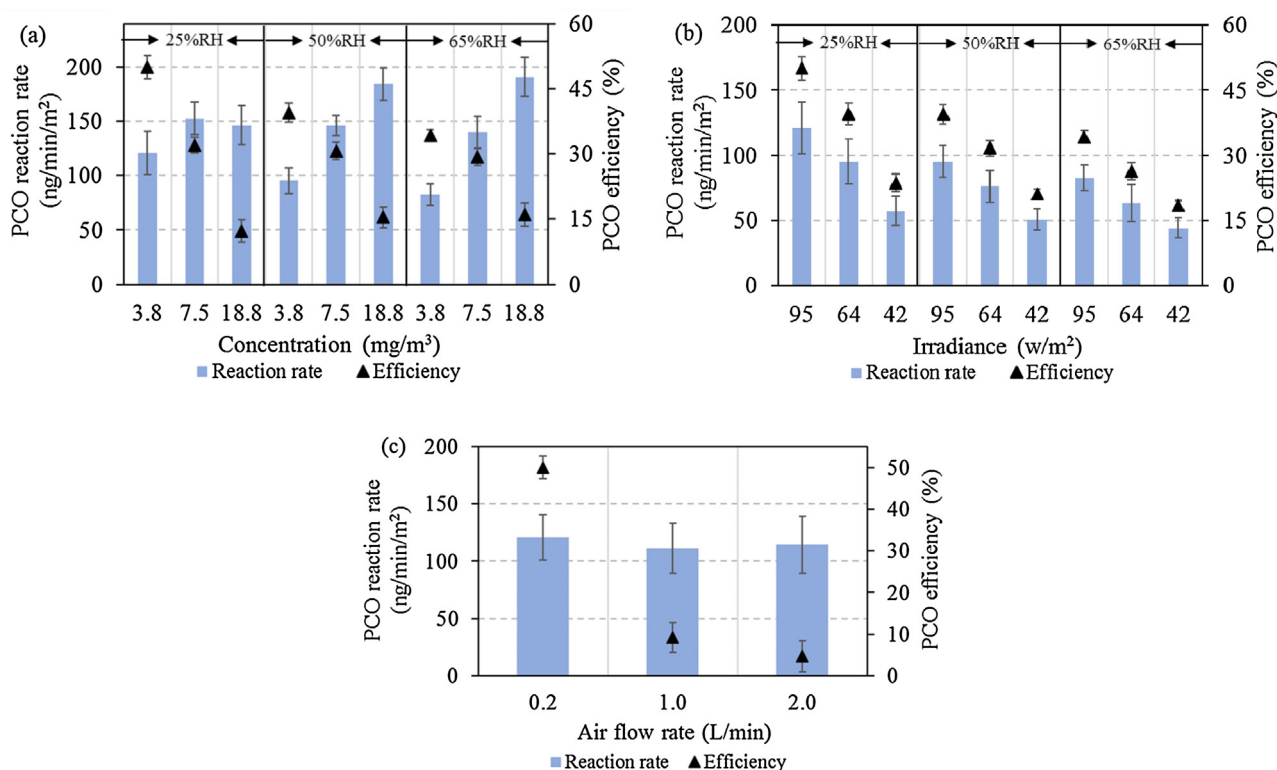 (a)
25%RH 50%RH 65%RH
PCO reaction rate
(ng/min/m²)
200
150
100
50
0
60
45
30
15
0
PCO efficiency (%)
3.8 7.5 18.8 3.8 7.5 18.8 3.8 7.5 18.8
Concentration (mg/m³)
Reaction rate Efficiency
(b)
25%RH 50%RH 65%RH
PCO reaction rate
(ng/min/m²)
200
150
100
50
0
60
45
30
15
0
PCO efficiency (%)
95 64 42 95 64 42 95 64 42
Irradiance (w/m²)
Reaction rate Efficiency
(c)
PCO reaction rate
(ng/min/m²)
200
150
100
50
0
50
40
30
20
10
0
PCO efficiency (%)
0.2 1.0 2.0
Air flow rate (L/min)
Reaction rate Efficiency